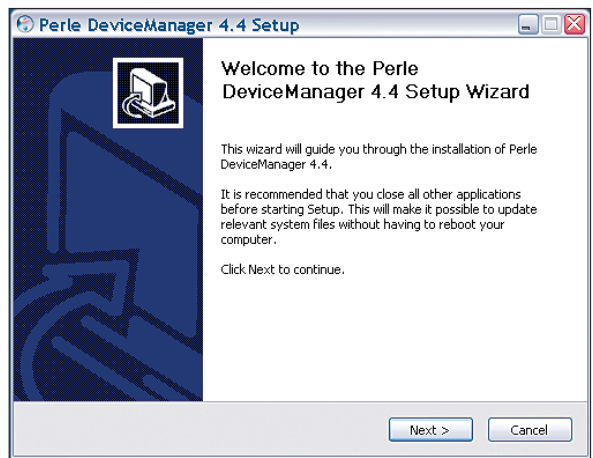 Perle DeviceManager 4.4 Setup
Welcome to the Perle
DeviceManager 4.4 Setup Wizard
This wizard will guide you through the installation of Perle
DeviceManager 4.4.
It is recommended that you close all other applications
before starting Setup. This will make it possible to update
relevant system files without having to reboot your
computer.
Click Next to continue.
Next >
Cancel